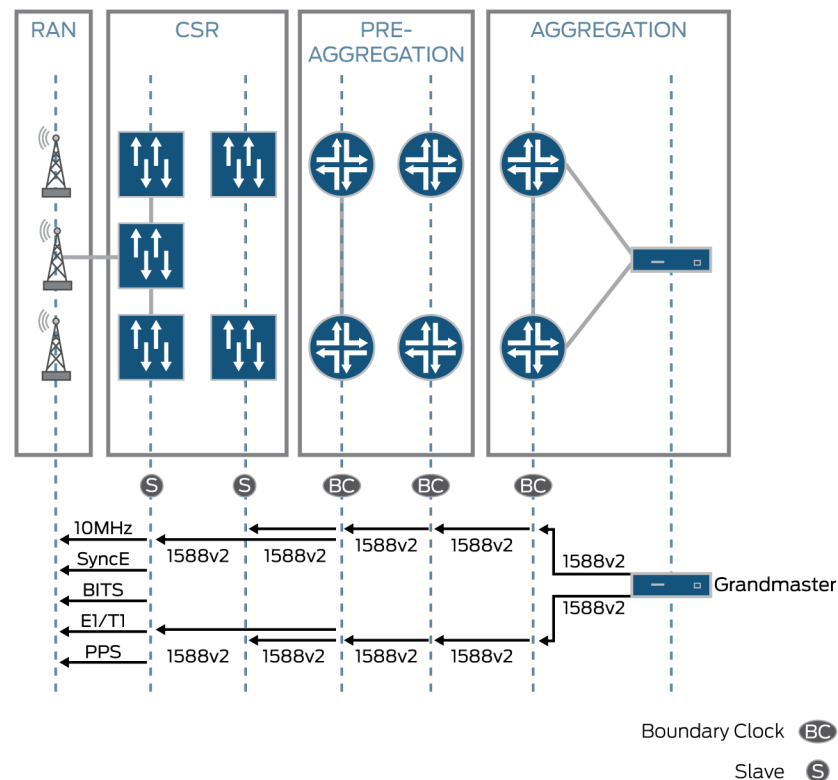 RAN
CSR
PRE-
AGGREGATION
AGGREGATION
S
S
BC
BC
BC
10MHz
1588v2
1588v2
1588v2
1588v2
1588v2
SyncE
Grandmaster
BITS
1588v2
E1/T1
1588v2
1588v2
1588v2
1588v2
PPS
Boundary Clock BC
Slave S